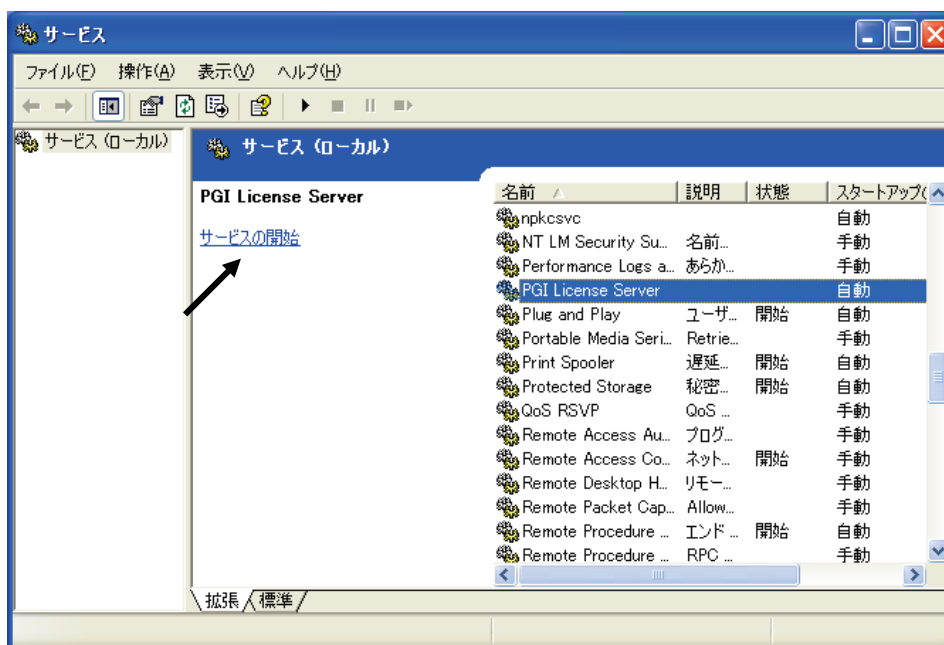 サービス
ファイル(F) 操作(A) 表示(V) ヘルプ(H)
サービス (ローカル)
サービス (ローカル)
PGI License Server
サービスの開始
名前 説明 状態 スタートアップ(
npkcsvc 自動
NT LM Security Su... 名前... 手動
Performance Logs a... あらか... 手動
PGI License Server 自動
Plug and Play ユーザ... 開始 自動
Portable Media Seri... Retrie... 手動
Print Spooler 遅延... 開始 自動
Protected Storage 秘密... 開始 自動
QoS RSVP QoS ... 手動
Remote Access Au... プログ... 手動
Remote Access Co... ネット... 開始 手動
Remote Desktop H... リモー... 手動
Remote Packet Cap... Allow... 手動
Remote Procedure ... エンド ... 開始 自動
Remote Procedure ... RPC ... 手動
拡張 標準